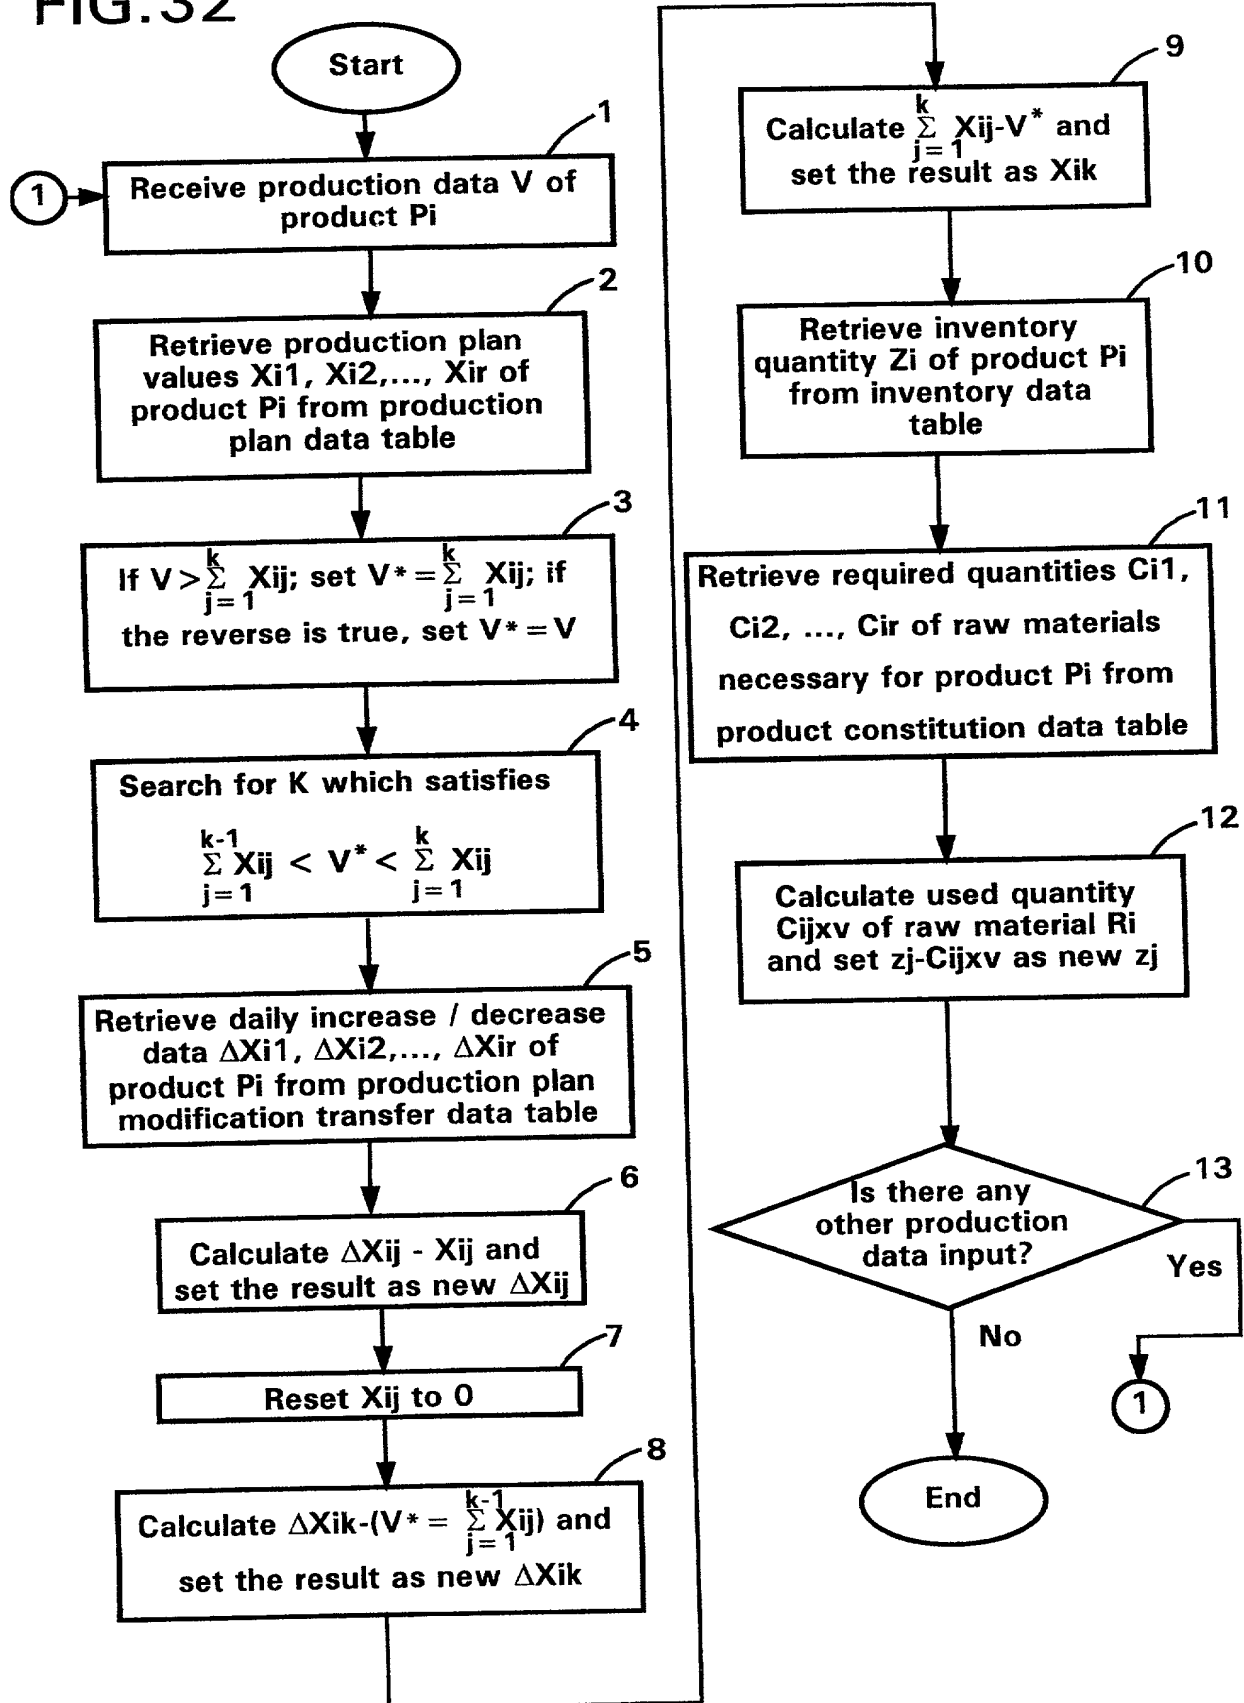 FIG.32
Start
1
1
Receive production data V of
product Pi
2
Retrieve production plan
values Xi1, Xi2,..., Xir of
product Pi from production
plan data table
3
If V > k Σ j=1 Xij; set V* = k Σ j=1 Xij; if
the reverse is true, set V* = V
4
Search for K which satisfies
k-1 Σ j=1 Xij < V* < k Σ j=1 Xij
5
Retrieve daily increase / decrease
data ΔXi1, ΔXi2,..., ΔXir of
product Pi from production plan
modification transfer data table
6
Calculate ΔXij - Xij and
set the result as new ΔXij
7
Reset Xij to 0
8
Calculate ΔXik-(V* = k-1 Σ j=1 Xij) and
set the result as new ΔXik
9
Calculate k Σ j=1 Xij-V* and
set the result as Xik
10
Retrieve inventory
quantity Zi of product Pi
from inventory data
table
11
Retrieve required quantities Ci1,
Ci2, ..., Cir of raw materials
necessary for product Pi from
product constitution data table
12
Calculate used quantity
Cijxv of raw material Ri
and set zj-Cijxv as new zj
13
Is there any
other production
data input?
Yes
No
1
End